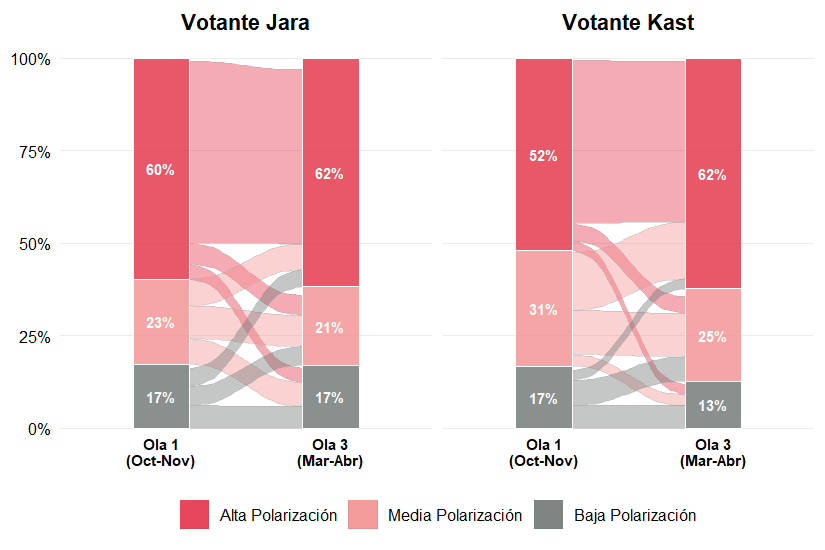 Votante Jara
Votante Kast
100%
75%
50%
25%
0%
60%
23%
17%
62%
21%
17%
52%
31%
17%
62%
25%
13%
Ola 1
(Oct-Nov)
Ola 3
(Mar-Abr)
Ola 1
(Oct-Nov)
Ola 3
(Mar-Abr)
Alta Polarización
Media Polarización
Baja Polarización